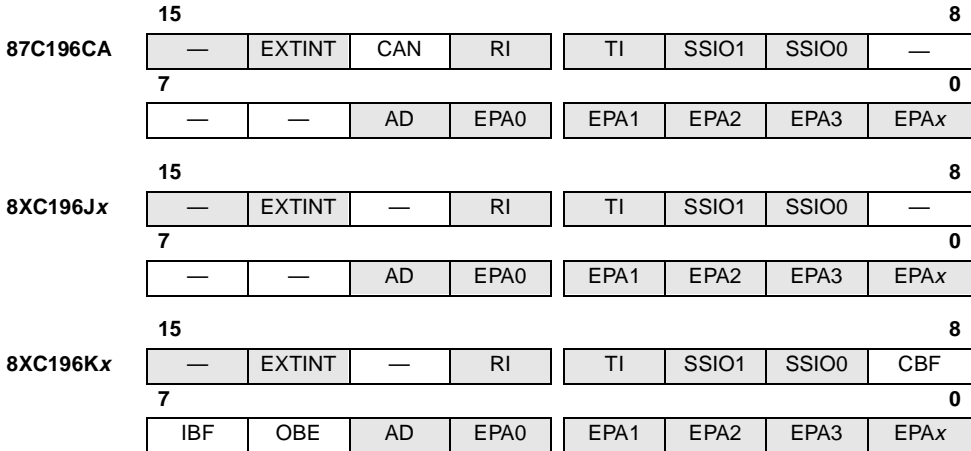 15 8
87C196CA — EXTINT CAN RI TI SSIO1 SSIO0 —
7 0
— — AD EPA0 EPA1 EPA2 EPA3 EPAx
15 8
8XC196Jx — EXTINT — RI TI SSIO1 SSIO0 —
7 0
— — AD EPA0 EPA1 EPA2 EPA3 EPAx
15 8
8XC196Kx — EXTINT — RI TI SSIO1 SSIO0 CBF
7 0
IBF OBE AD EPA0 EPA1 EPA2 EPA3 EPAx